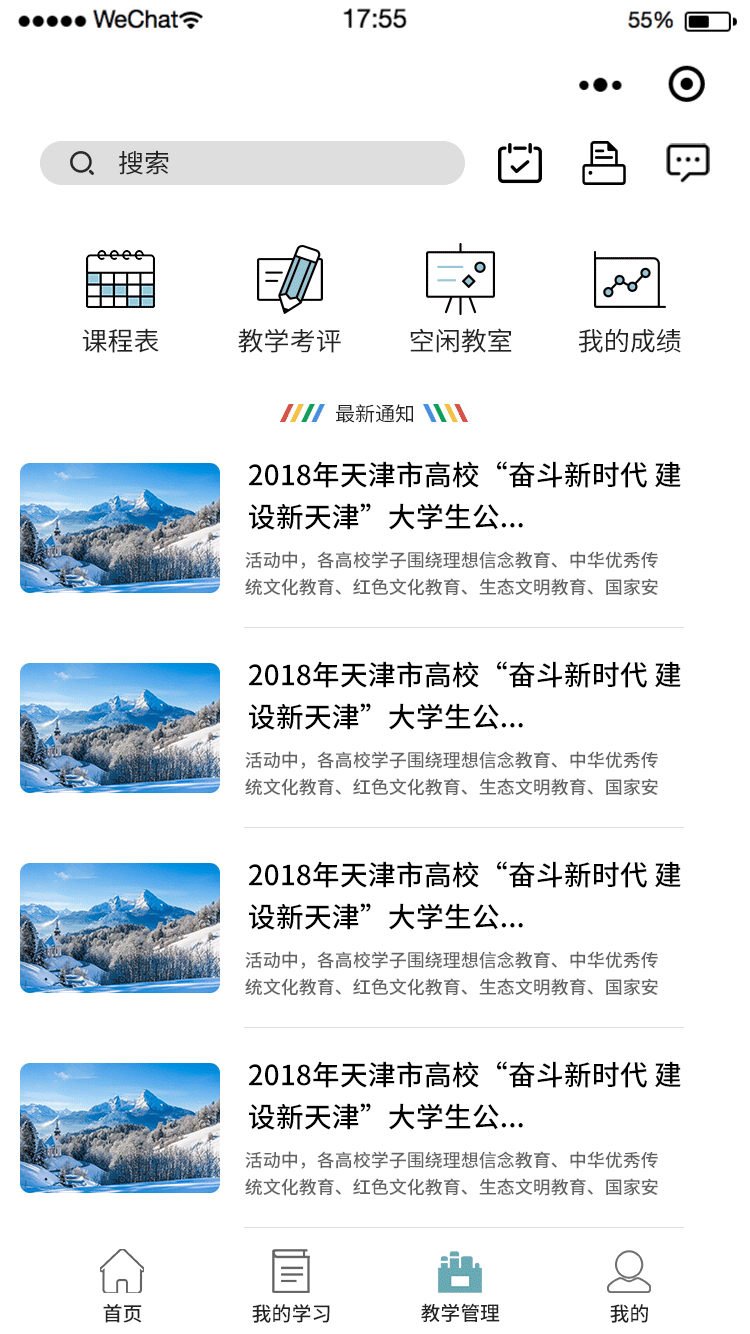 ●●●●● WeChat 17:55 55%
搜索
课程表 教学考评 空闲教室 我的成绩
最新通知
2018年天津市高校“奋斗新时代 建
设新天津”大学生公...
活动中，各高校学子围绕理想信念教育、中华优秀传
统文化教育、红色文化教育、生态文明教育、国家安
2018年天津市高校“奋斗新时代 建
设新天津”大学生公...
活动中，各高校学子围绕理想信念教育、中华优秀传
统文化教育、红色文化教育、生态文明教育、国家安
2018年天津市高校“奋斗新时代 建
设新天津”大学生公...
活动中，各高校学子围绕理想信念教育、中华优秀传
统文化教育、红色文化教育、生态文明教育、国家安
2018年天津市高校“奋斗新时代 建
设新天津”大学生公...
活动中，各高校学子围绕理想信念教育、中华优秀传
统文化教育、红色文化教育、生态文明教育、国家安
首页 我的学习 教学管理 我的